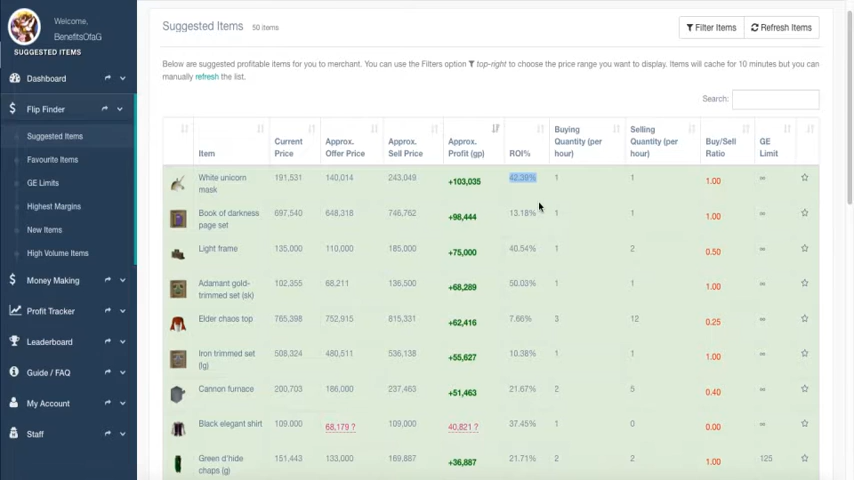 Welcome,
BenefitsOfaG
SUGGESTED ITEMS
Dashboard
Flip Finder
Suggested Items
Favourite Items
GE Limits
Highest Margins
New Items
High Volume Items
Money Making
Profit Tracker
Leaderboard
Guide / FAQ
My Account
Staff
Suggested Items 50 items
Filter Items
Refresh Items
Below are suggested profitable items for you to merchant. You can use the Filters option top-right to choose the price range you want to display. Items will cache for 10 minutes but you can
manually refresh the list.
Search:
Item Current Price Approx. Offer Price Approx. Sell Price Approx. Profit (gp) ROI% Buying Quantity (per hour) Selling Quantity (per hour) Buy/Sell Ratio GE Limit
White unicorn mask 191,531 140,014 243,049 +103,035 42.39% 1 1 1.00 ∞
Book of darkness page set 697,540 648,318 746,762 +98,444 13.18% 1 1 1.00 ∞
Light frame 135,000 110,000 185,000 +75,000 40.54% 1 2 0.50 ∞
Adamant gold-trimmed set (sk) 102,355 68,211 136,500 +68,289 50.03% 1 1 1.00 ∞
Elder chaos top 765,398 752,915 815,331 +62,416 7.66% 3 12 0.25 ∞
Iron trimmed set (lg) 508,324 480,511 536,138 +55,627 10.38% 1 1 1.00 ∞
Cannon furnace 200,703 186,000 237,463 +51,463 21.67% 2 5 0.40 ∞
Black elegant shirt 109,000 68,179 ? 109,000 40,821 ? 37.45% 1 0 0.00 ∞
Green d'hide chaps (g) 151,443 133,000 169,887 +36,887 21.71% 2 2 1.00 125